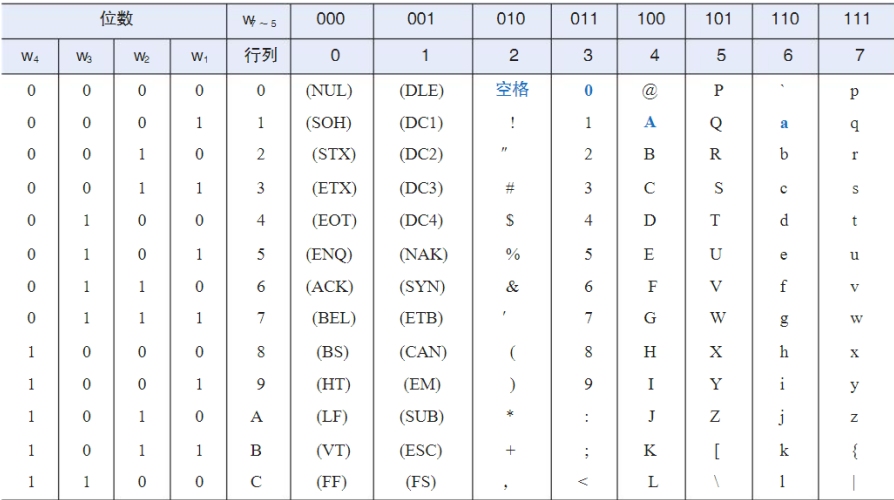 位数 W₇～₅ 000 001 010 011 100 101 110 111
W₄ W₃ W₂ W₁ 行列 0 1 2 3 4 5 6 7
0 0 0 0 0 (NUL) (DLE) 空格 0 @ P ` p
0 0 0 1 1 (SOH) (DC1) ! 1 A Q a q
0 0 1 0 2 (STX) (DC2) " 2 B R b r
0 0 1 1 3 (ETX) (DC3) # 3 C S c s
0 1 0 0 4 (EOT) (DC4) $ 4 D T d t
0 1 0 1 5 (ENQ) (NAK) % 5 E U e u
0 1 1 0 6 (ACK) (SYN) & 6 F V f v
0 1 1 1 7 (BEL) (ETB) ′ 7 G W g w
1 0 0 0 8 (BS) (CAN) ( 8 H X h x
1 0 0 1 9 (HT) (EM) ) 9 I Y i y
1 0 1 0 A (LF) (SUB) * : J Z j z
1 0 1 1 B (VT) (ESC) + ; K [ k {
1 1 0 0 C (FF) (FS) , < L \ l |